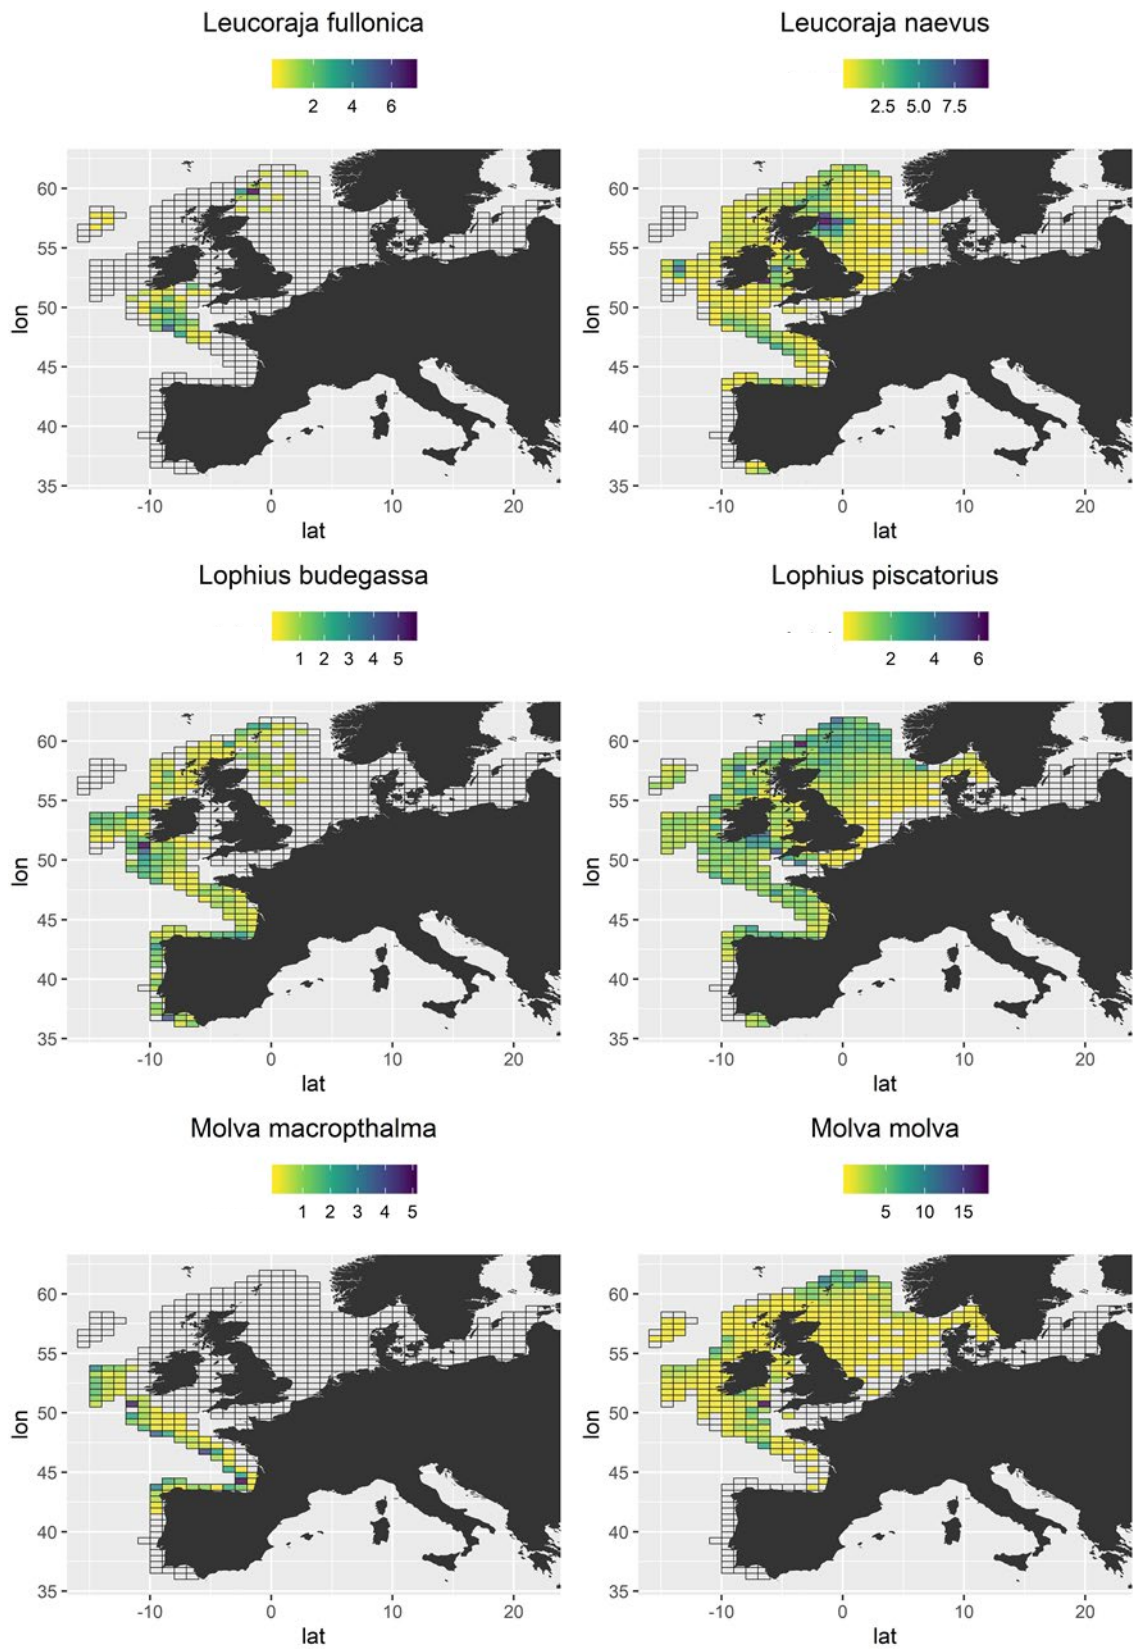 Leucoraja fullonica
Leucoraja naevus
2 4 6
2.5 5.0 7.5
60
55
50
45
40
35
lon
-10 0 10 20
lat
60
55
50
45
40
35
lon
-10 0 10 20
lat
Lophius budegassa
Lophius piscatorius
1 2 3 4 5
2 4 6
60
55
50
45
40
35
lon
-10 0 10 20
lat
60
55
50
45
40
35
lon
-10 0 10 20
lat
Molva macropthalma
Molva molva
1 2 3 4 5
5 10 15
60
55
50
45
40
35
lon
-10 0 10 20
lat
60
55
50
45
40
35
lon
-10 0 10 20
lat